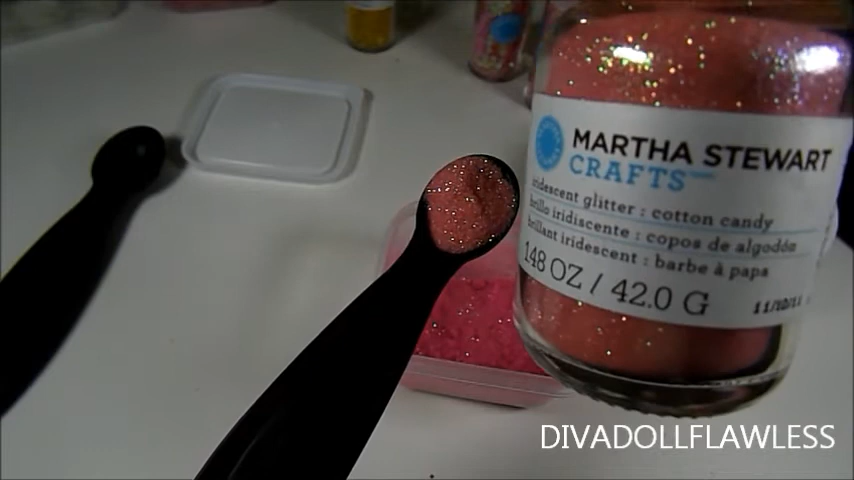 MARTHA STEWART
CRAFTS
iridescent glitter : cotton candy
brillo iridiscente : copos de algodón
brillant iridescent : barbe à papa
148 OZ / 42.0 G
DIVADOLLFLAWLESS